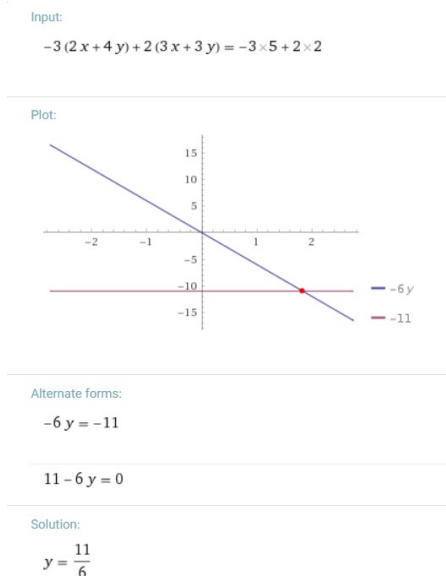 Input:
−3 (2 x + 4 y) + 2 (3 x + 3 y) = −3×5 + 2×2
Plot:
15
10
5
−2 −1 1 2
−5
−10
−15
−6 y
−11
Alternate forms:
−6 y = −11
11 − 6 y = 0
Solution:
y = 11/6